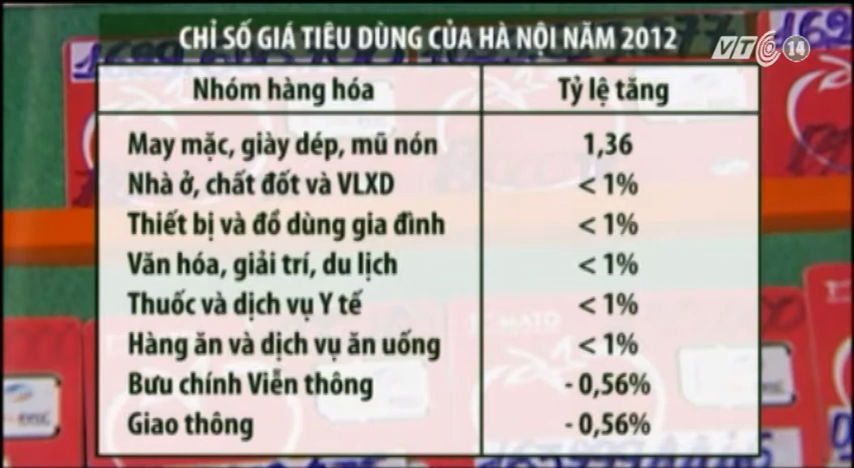 CHỈ SỐ GIÁ TIÊU DÙNG CỦA HÀ NỘI NĂM 2012
VTC 14
Nhóm hàng hóa Tỷ lệ tăng
May mặc, giày dép, mũ nón 1,36
Nhà ở, chất đốt và VLXD < 1%
Thiết bị và đồ dùng gia đình < 1%
Văn hóa, giải trí, du lịch < 1%
Thuốc và dịch vụ Y tế < 1%
Hàng ăn và dịch vụ ăn uống < 1%
Bưu chính Viễn thông - 0,56%
Giao thông - 0,56%